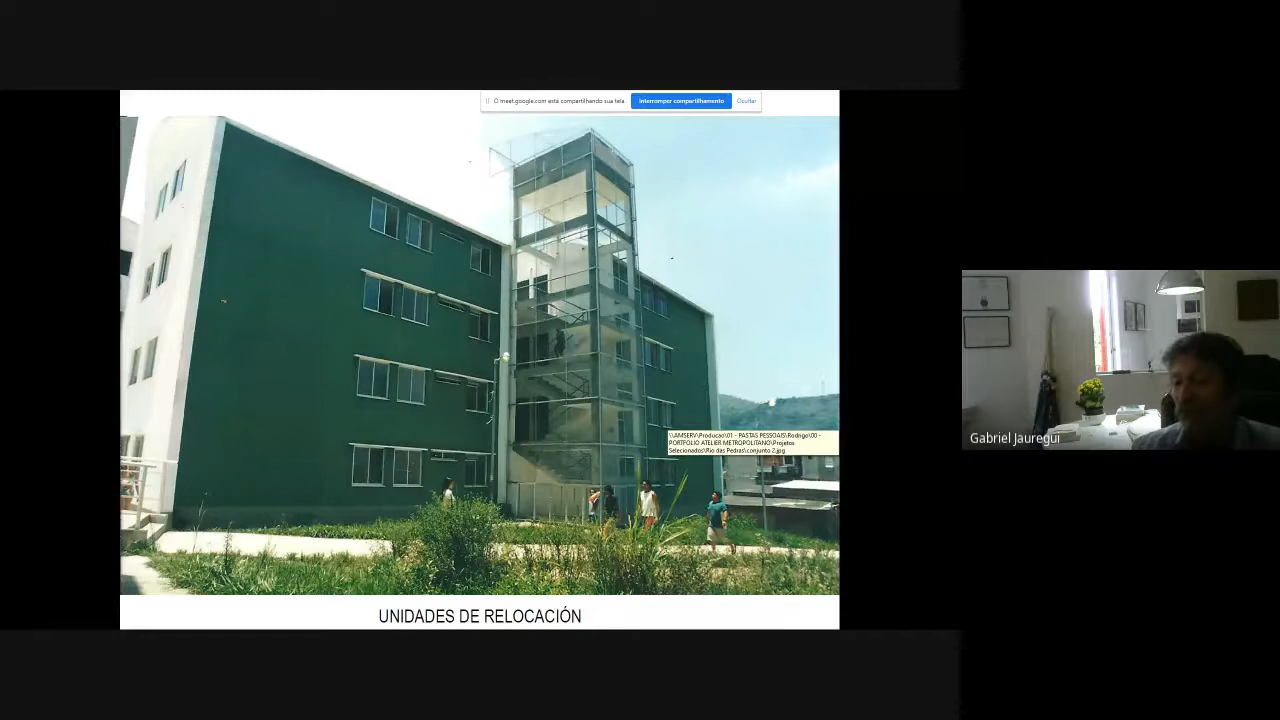 O meet.google.com está compartilhando sua tela.
Interromper compartilhamento
Ocultar
\\AMSERV\Producao\01 - PASTAS PESSOAIS\Rodrigo\00 -
PORTFOLIO ATELIER METROPOLITANO\Projetos
Selecionados\Rio das Pedras\conjunto 2.jpg
Gabriel Jauregui
UNIDADES DE RELOCACIÓN